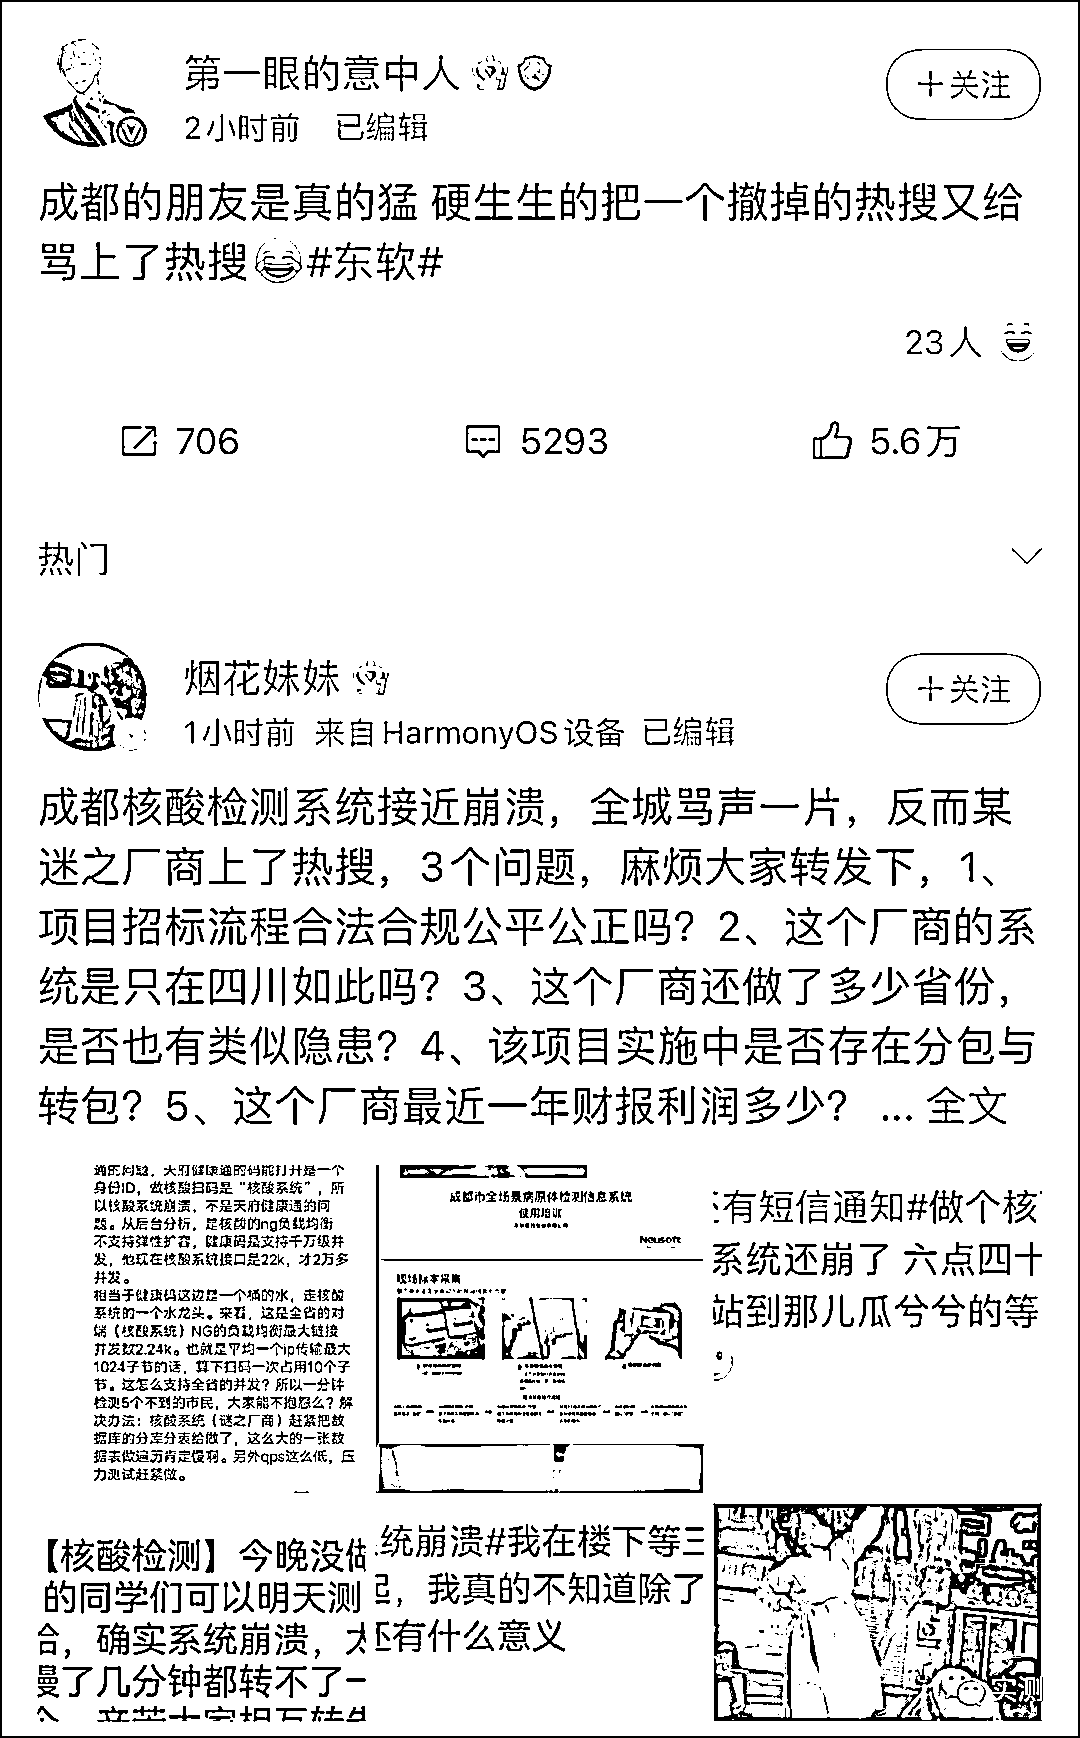 第一眼的意中人
+关注
2小时前 已编辑
成都的朋友是真的猛 硬生生的把一个撤掉的热搜又给
骂上了热搜😂#东软#
23人
706
5293
5.6万
热门
烟花妹妹
+关注
1小时前 来自HarmonyOS设备 已编辑
成都核酸检测系统接近崩溃，全城骂声一片，反而某
迷之厂商上了热搜，3个问题，麻烦大家转发下，1、
项目招标流程合法合规公平公正吗？2、这个厂商的系
统是只在四川如此吗？3、这个厂商还做了多少省份，
是否也有类似隐患？4、该项目实施中是否存在分包与
转包？5、这个厂商最近一年财报利润多少？ ... 全文
通的问题，天府健康通的码能打开是一个
身份ID，做核酸扫码是“核酸系统”，所
以核酸系统崩溃，不是天府健康通的问
题。从后台分析，是核酸的ng负载均衡
不支持弹性扩容，健康码是支持千万级并
发，他现在核酸系统接口是22k，才2万多
并发。
相当于健康码这边是一个桶的水，走核酸
系统的一个水龙头。来看，这是全省的对
端（核酸系统）NG的负载均衡最大链接
并发数2.24k。也就是平均一个ip传输最大
1024子节的话，算下扫码一次占用10个子
节。这怎么支持全省的并发？所以一分钟
检测5个不到的市民，大家能不抱怨么？解
决办法：核酸系统（谜之厂商）赶紧把数
据库的分库分表给做了，这么大的一张数
据表做遍历肯定慢啊。另外qps这么低，压
力测试赶紧做。
成都市全场景病原体检测信息系统
使用培训
Neusoft
现场标本采集
有短信通知#做个核
系统还崩了 六点四十
站到那儿瓜兮兮的等
【核酸检测】今晚没做
的同学们可以明天测
合，确实系统崩溃，大
慢了几分钟都转不了一
统崩溃#我在楼下等三
，我真的不知道除了
还有什么意义
实测